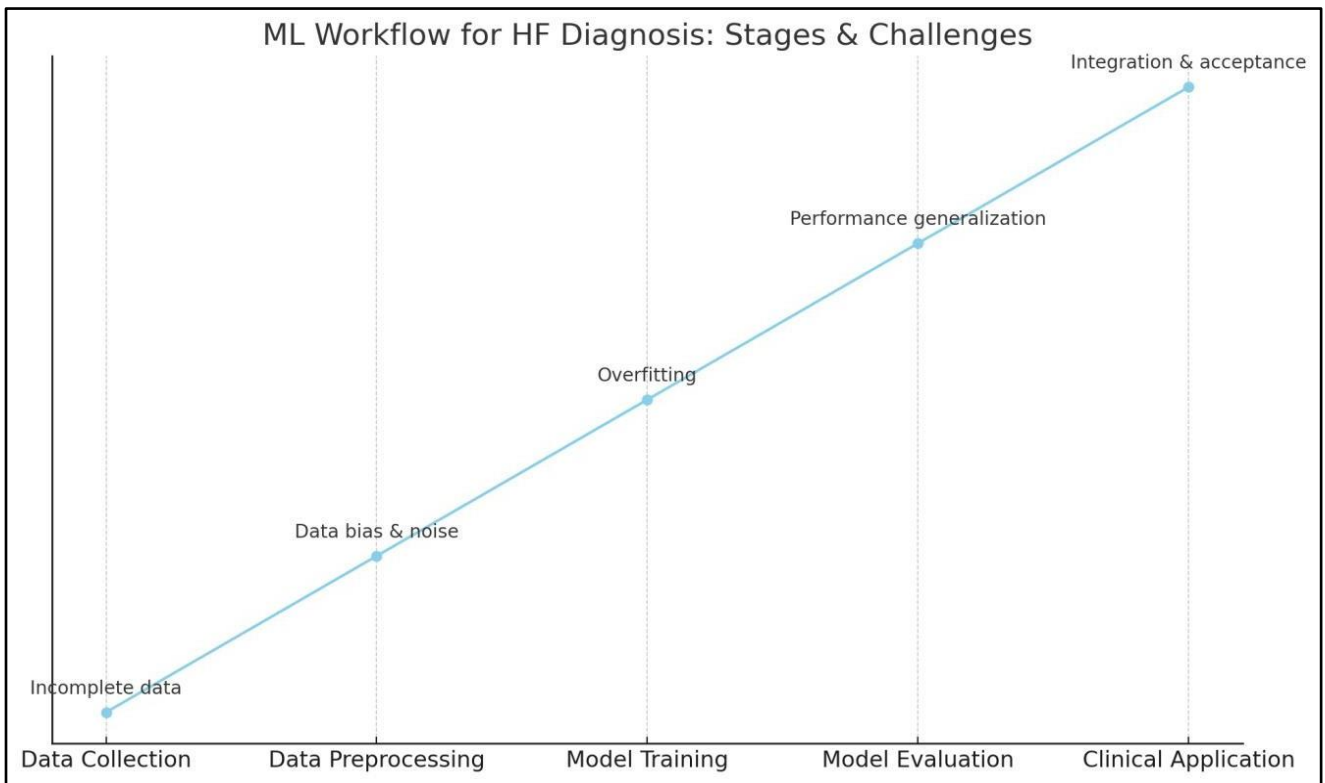 ML Workflow for HF Diagnosis: Stages & Challenges
Integration & acceptance
Performance generalization
Overfitting
Data bias & noise
Incomplete data
Data Collection
Data Preprocessing
Model Training
Model Evaluation
Clinical Application